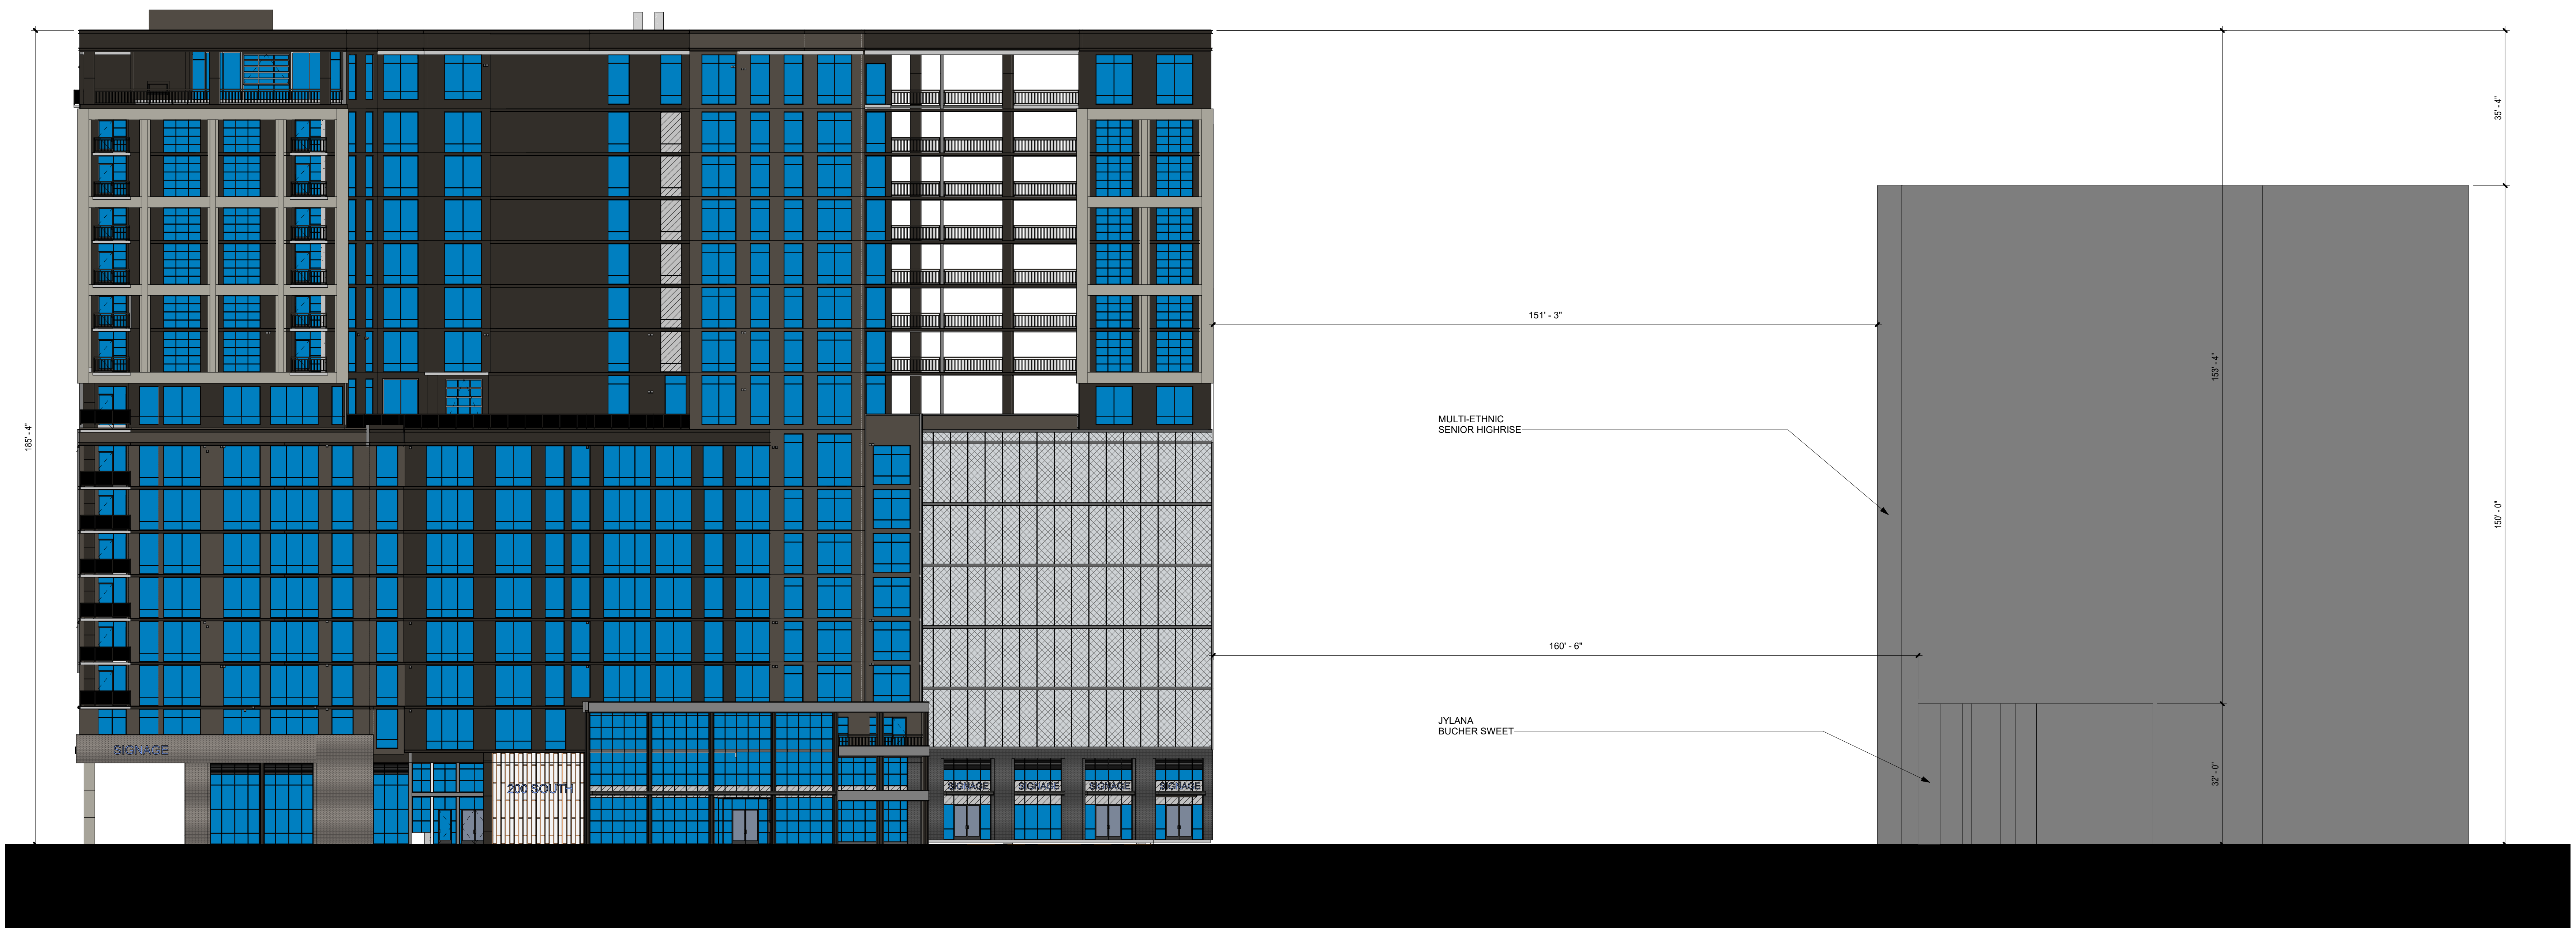 35' - 4"
151' - 3"
153' - 4"
MULTI-ETHNIC
SENIOR HIGHRISE
185' - 4"
150' - 0"
160' - 6"
JYLANA
BUCHER SWEET
SIGNAGE
32' - 0"
200 SOUTH
SIGNAGE
SIGNAGE
SIGNAGE
SIGNAGE